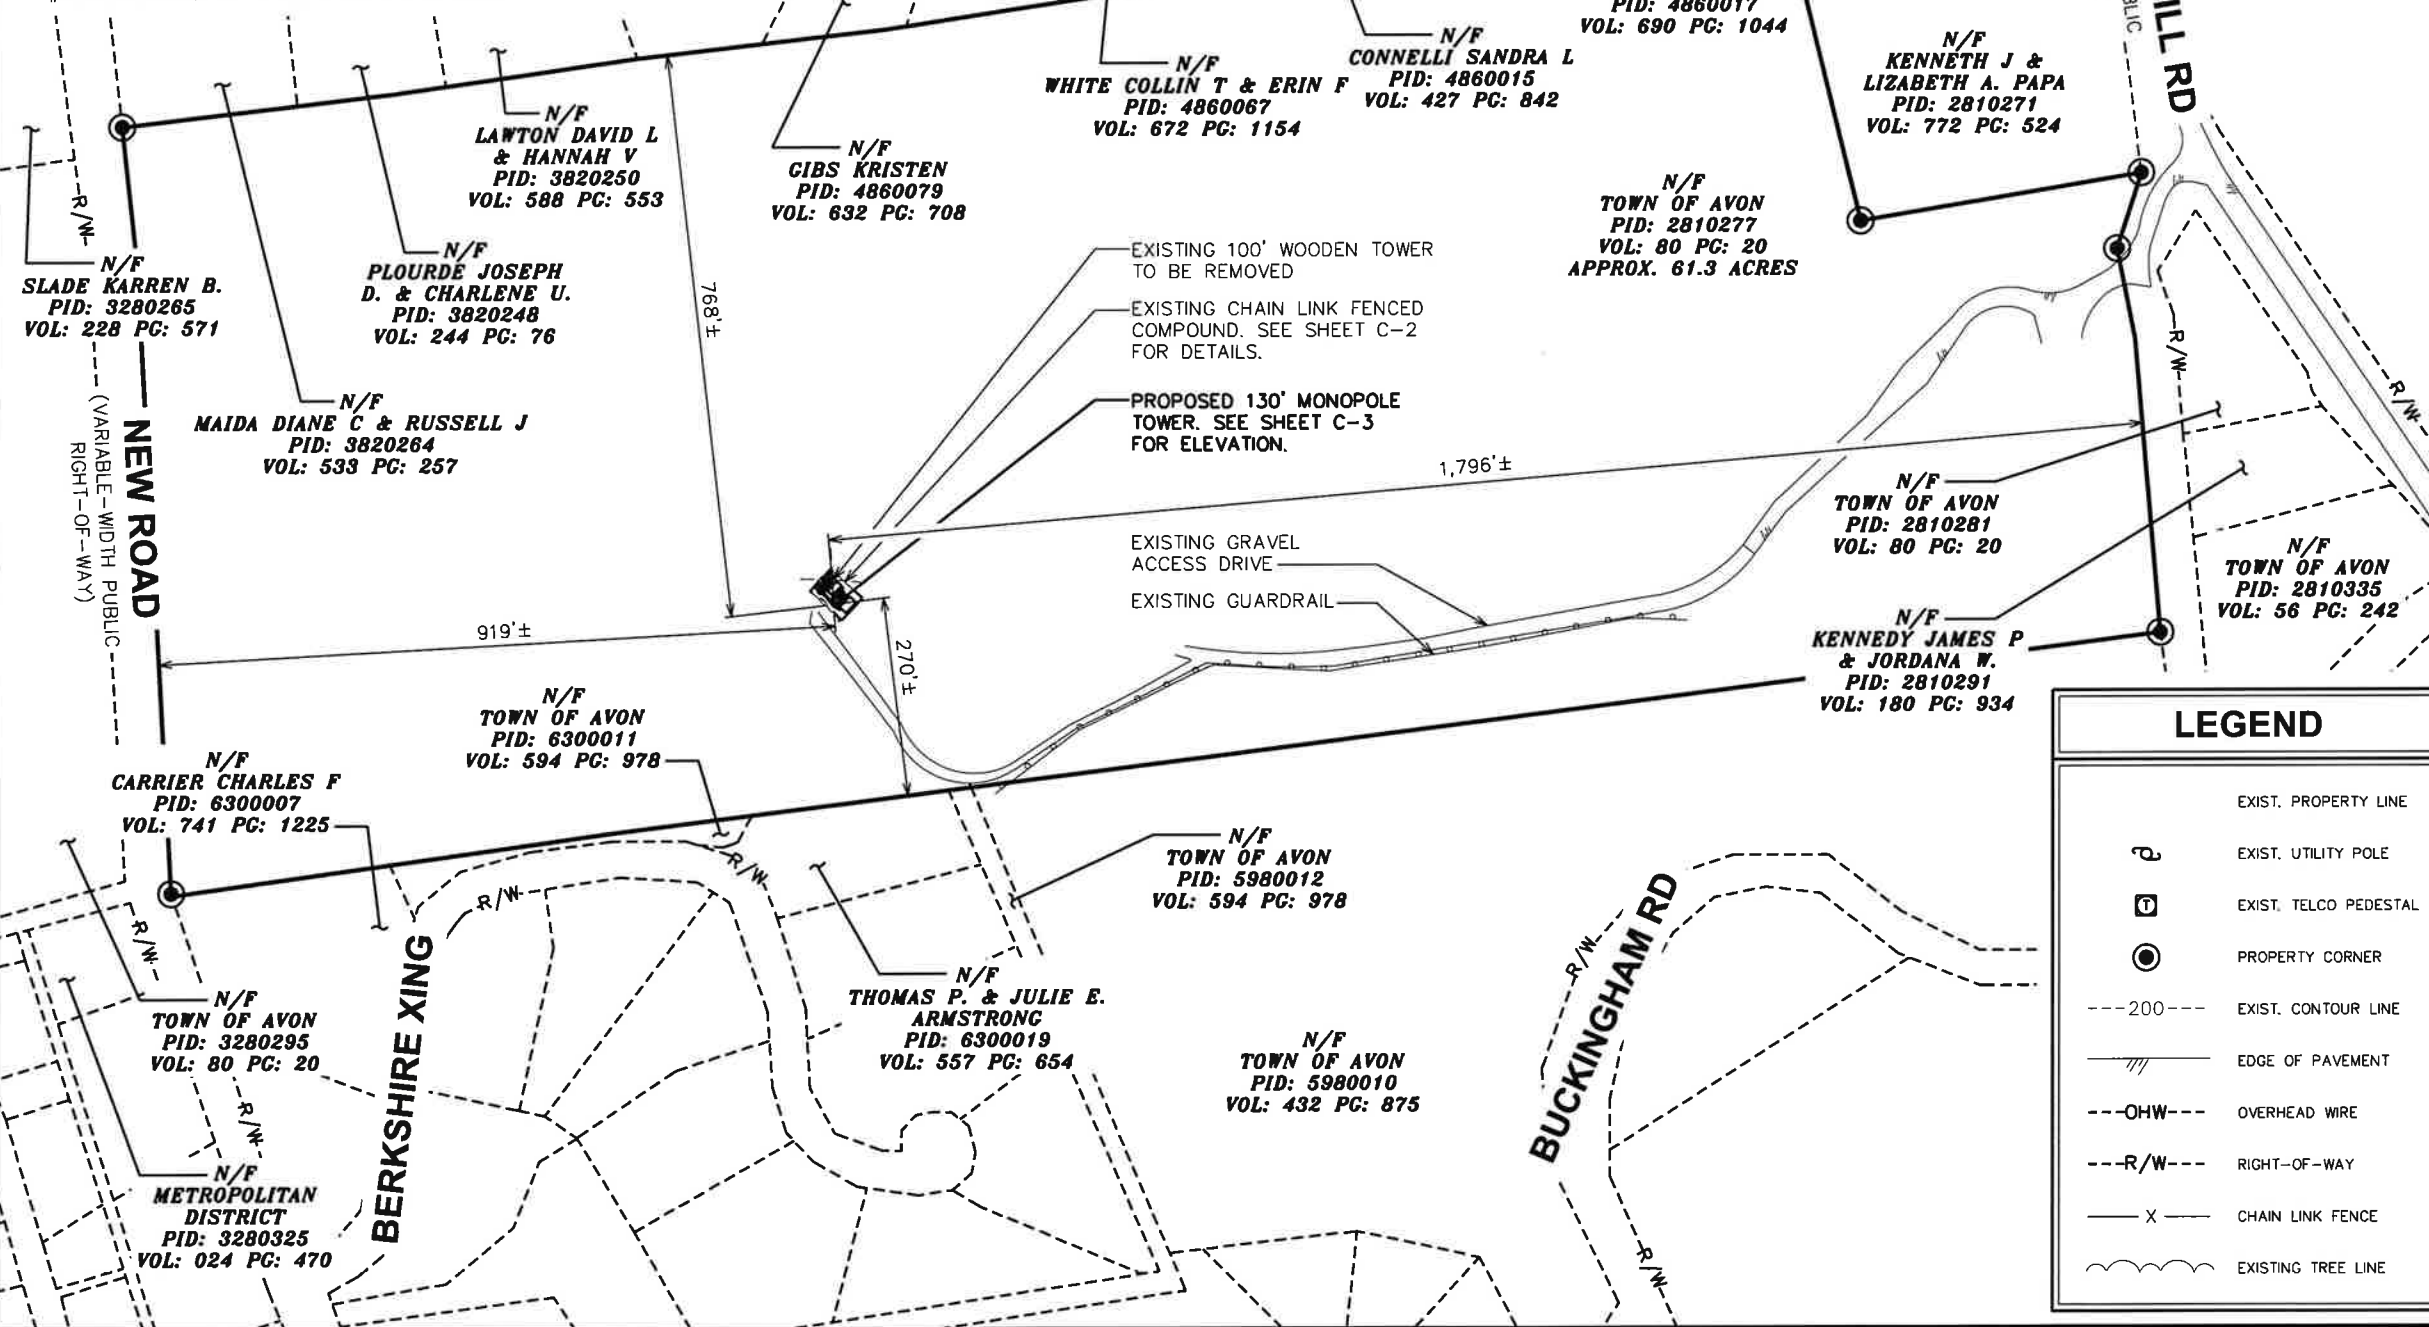 PID: 4860017
VOL: 690 PG: 1044
N/F
CONNELLI SANDRA L
PID: 4860015
VOL: 427 PG: 842
N/F
WHITE COLLIN T & ERIN F
PID: 4860067
VOL: 672 PG: 1154
N/F
KENNETH J &
LIZABETH A. PAPA
PID: 2810271
VOL: 772 PG: 524
RD
N/F
LAWTON DAVID L
& HANNAH V
PID: 3820250
VOL: 588 PG: 553
N/F
GIBS KRISTEN
PID: 4860079
VOL: 632 PG: 708
N/F
TOWN OF AVON
PID: 2810277
VOL: 80 PG: 20
APPROX. 61.3 ACRES
R/W
N/F
SLADE KARREN B.
PID: 3280265
VOL: 228 PG: 571
N/F
PLOURDE JOSEPH
D. & CHARLENE U.
PID: 3820248
VOL: 244 PG: 76
768'±
EXISTING 100' WOODEN TOWER
TO BE REMOVED
EXISTING CHAIN LINK FENCED
COMPOUND. SEE SHEET C-2
FOR DETAILS.
PROPOSED 130' MONOPOLE
TOWER. SEE SHEET C-3
FOR ELEVATION.
R/W
R/W
N/F
MAIDA DIANE C & RUSSELL J
PID: 3820264
VOL: 533 PG: 257
NEW ROAD
(VARIABLE-WIDTH PUBLIC
RIGHT-OF-WAY)
1,796'±
N/F
TOWN OF AVON
PID: 2810281
VOL: 80 PG: 20
EXISTING GRAVEL
ACCESS DRIVE
EXISTING GUARDRAIL
N/F
TOWN OF AVON
PID: 2810335
VOL: 56 PG: 242
919'±
270'±
N/F
KENNEDY JAMES P
& JORDANA W.
PID: 2810291
VOL: 180 PG: 934
N/F
TOWN OF AVON
PID: 6300011
VOL: 594 PG: 978
N/F
CARRIER CHARLES F
PID: 6300007
VOL: 741 PG: 1225
N/F
TOWN OF AVON
PID: 5980012
VOL: 594 PG: 978
R/W
R/W
R/W
BERKSHIRE XING
BUCKINGHAM RD
R/W
N/F
TOWN OF AVON
PID: 3280295
VOL: 80 PG: 20
N/F
THOMAS P. & JULIE E.
ARMSTRONG
PID: 6300019
VOL: 557 PG: 654
N/F
TOWN OF AVON
PID: 5980010
VOL: 432 PG: 875
R/W
N/F
METROPOLITAN
DISTRICT
PID: 3280325
VOL: 024 PG: 470
R/W
LEGEND
EXIST. PROPERTY LINE
EXIST. UTILITY POLE
T EXIST. TELCO PEDESTAL
PROPERTY CORNER
---200--- EXIST. CONTOUR LINE
EDGE OF PAVEMENT
---OHW--- OVERHEAD WIRE
---R/W--- RIGHT-OF-WAY
X CHAIN LINK FENCE
EXISTING TREE LINE